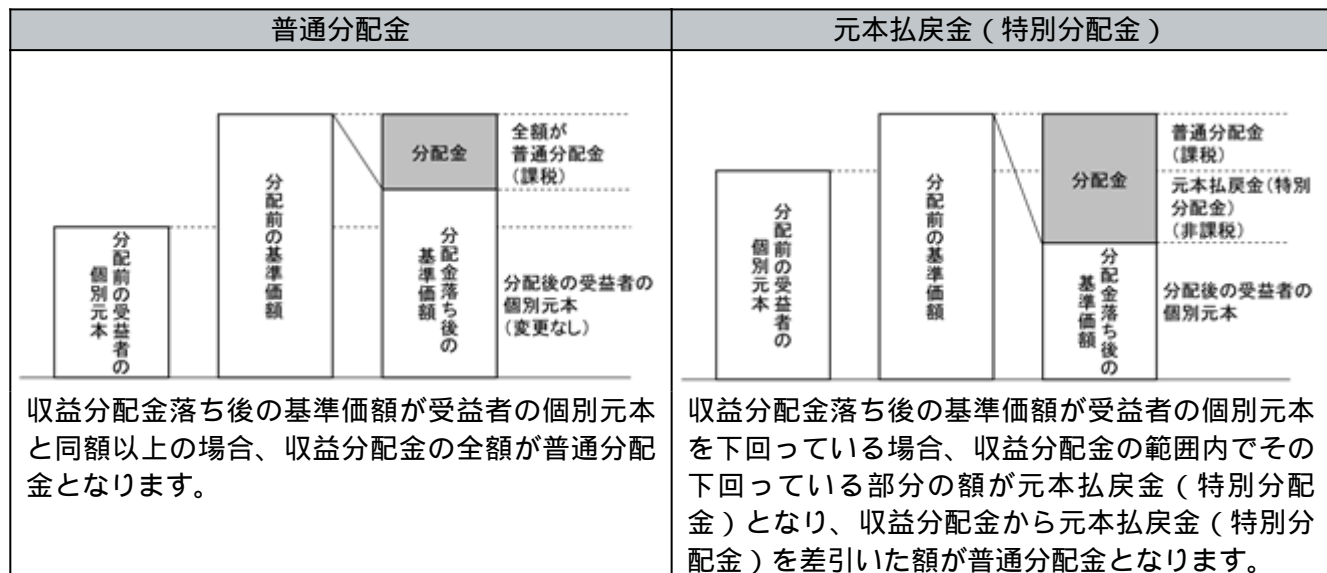 普通分配金
分配前の受益者の
個別元本
分配前の基準価額
分配金
分配金落ち後の
基準価額
全額が
普通分配金
(課税)
分配後の受益者の
個別元本
(変更なし)
収益分配金落ち後の基準価額が受益者の個別元本
と同額以上の場合、収益分配金の全額が普通分配
金となります。
元本払戻金(特別分配金)
分配前の受益者の
個別元本
分配前の基準価額
分配金
分配金落ち後の
基準価額
普通分配金
(課税)
元本払戻金(特別
分配金)
(非課税)
分配後の受益者の
個別元本
収益分配金落ち後の基準価額が受益者の個別元本
を下回っている場合、収益分配金の範囲内でその
下回っている部分の額が元本払戻金(特別分配
金)となり、収益分配金から元本払戻金(特別分
配金)を差引いた額が普通分配金となります。